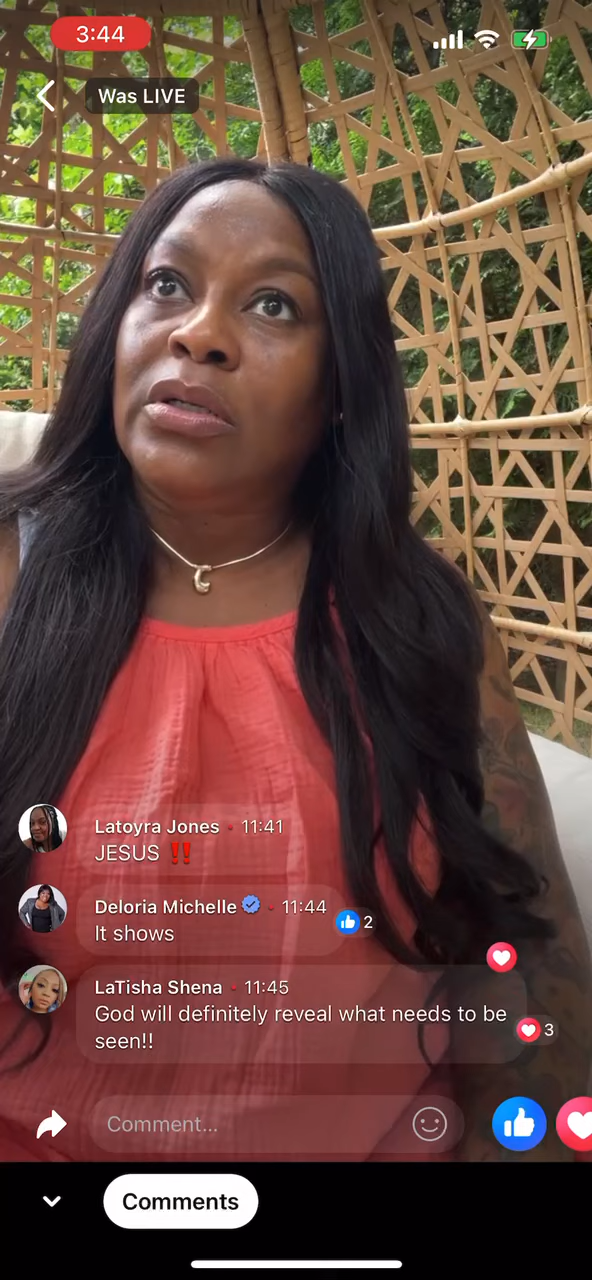 3:44
Was LIVE
Latoyra Jones • 11:41
JESUS ‼️
Deloria Michelle • 11:44
It shows
2
LaTisha Shena • 11:45
God will definitely reveal what needs to be
seen!!
3
Comment...
Comments